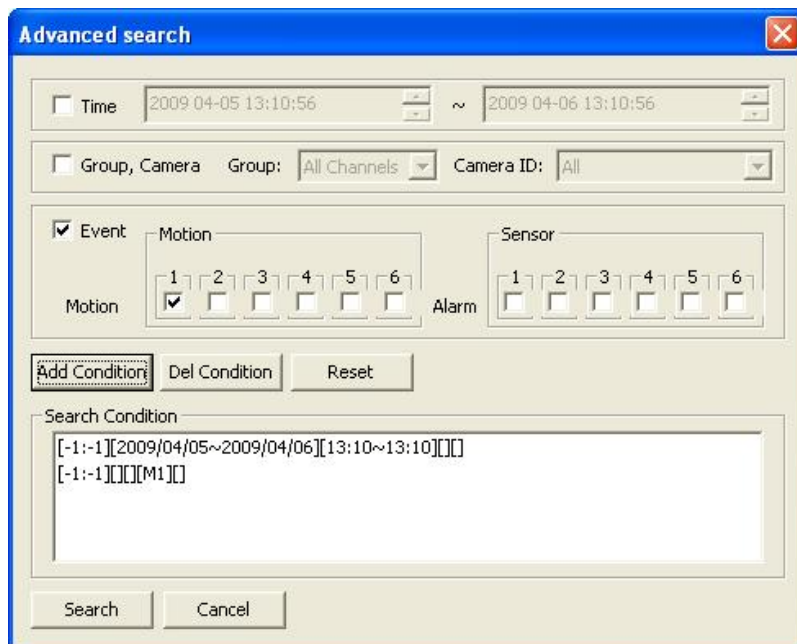 Advanced search
Time 2009 04-05 13:10:56 ~ 2009 04-06 13:10:56
Group, Camera Group: All Channels Camera ID: All
Event Motion Sensor
1 2 3 4 5 6 1 2 3 4 5 6
Motion Alarm
Add Condition Del Condition Reset
Search Condition
[-1:-1][2009/04/05~2009/04/06][13:10~13:10][][]
[-1:-1][][][M1][]
Search Cancel